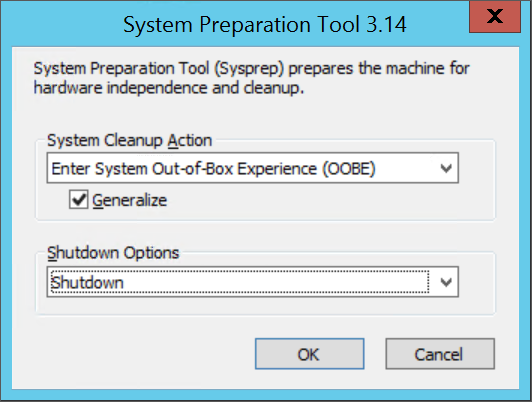 System Preparation Tool 3.14
X
System Preparation Tool (Sysprep) prepares the machine for
hardware independence and cleanup.
System Cleanup Action
Enter System Out-of-Box Experience (OOBE)
Generalize
Shutdown Options
Shutdown
OK
Cancel